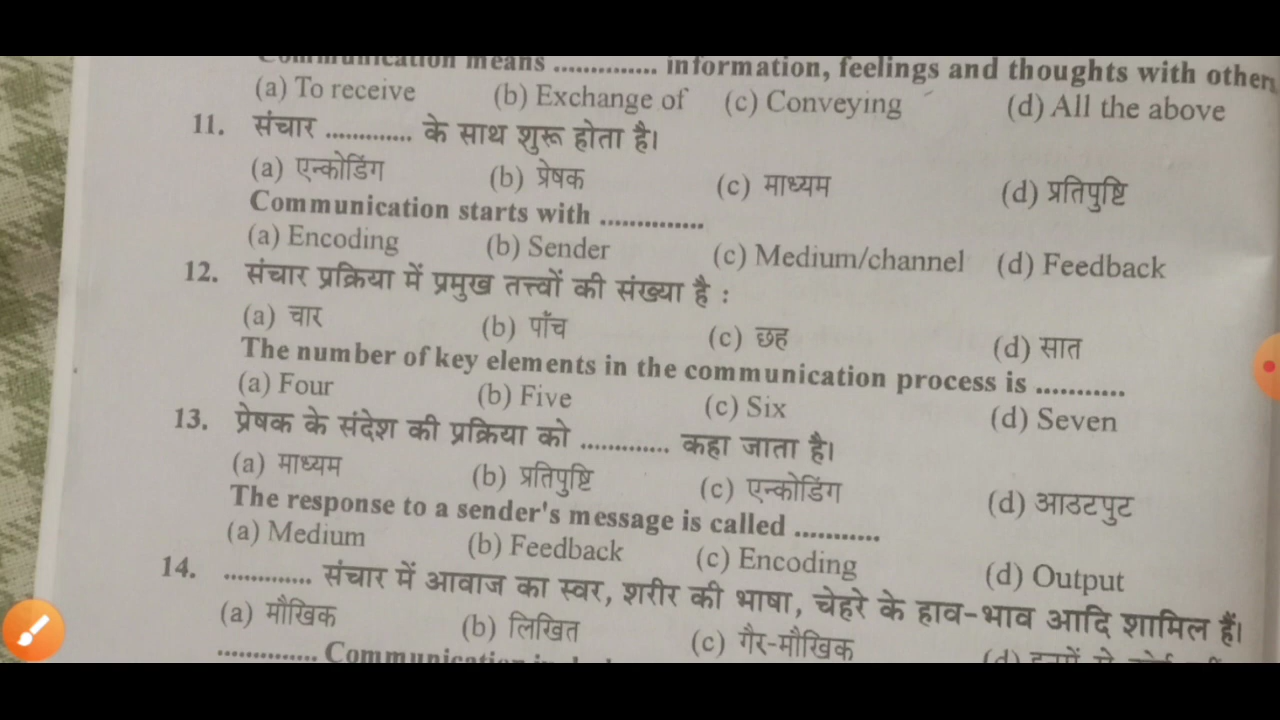 Communication means .............. information, feelings and thoughts with other
(a) To receive (b) Exchange of (c) Conveying (d) All the above
11. संचार ............. के साथ शुरू होता है।
(a) एन्कोडिंग (b) प्रेषक (c) माध्यम (d) प्रतिपुष्टि
Communication starts with ..............
(a) Encoding (b) Sender (c) Medium/channel (d) Feedback
12. संचार प्रक्रिया में प्रमुख तत्त्वों की संख्या है :
(a) चार (b) पाँच (c) छह (d) सात
The number of key elements in the communication process is ............
(a) Four (b) Five (c) Six (d) Seven
13. प्रेषक के संदेश की प्रक्रिया को ............. कहा जाता है।
(a) माध्यम (b) प्रतिपुष्टि (c) एन्कोडिंग (d) आउटपुट
The response to a sender's message is called ............
(a) Medium (b) Feedback (c) Encoding (d) Output
14. ............. संचार में आवाज का स्वर, शरीर की भाषा, चेहरे के हाव-भाव आदि शामिल हैं।
(a) मौखिक (b) लिखित (c) गैर-मौखिक
.............. Communication